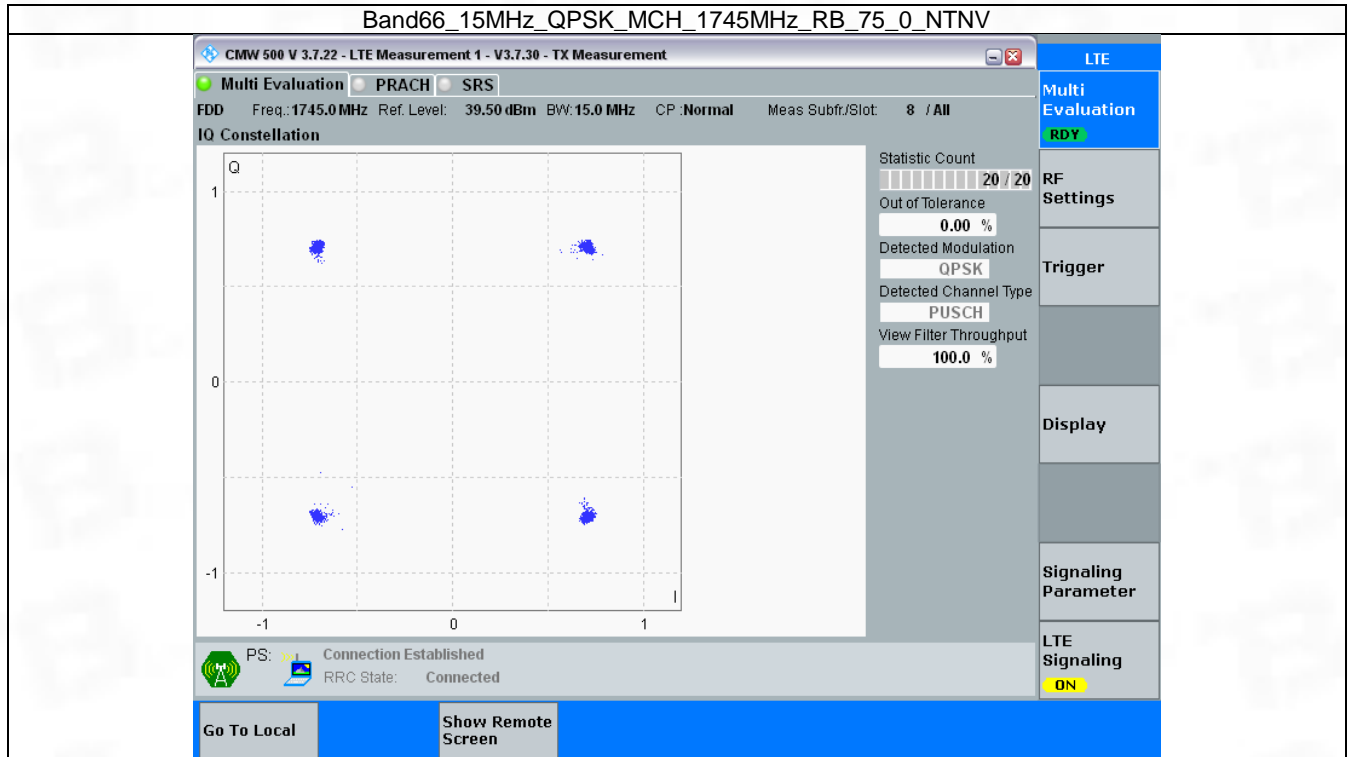 Band66_15MHz_QPSK_MCH_1745MHz_RB_75_0_NTNV
CMW 500 V 3.7.22 - LTE Measurement 1 - V3.7.30 - TX Measurement
LTE
Multi Evaluation PRACH SRS
Multi
Evaluation
RDY
FDD Freq.:1745.0 MHz Ref. Level: 39.50 dBm BW:15.0 MHz CP :Normal Meas Subfr./Slot: 8 / All
IQ Constellation
Q
1
0
-1
I
-1 0 1
Statistic Count
20 / 20
Out of Tolerance
0.00 %
Detected Modulation
QPSK
Detected Channel Type
PUSCH
View Filter Throughput
100.0 %
RF
Settings
Trigger
Display
Signaling
Parameter
LTE
Signaling
ON
PS: Connection Established
RRC State: Connected
Go To Local
Show Remote
Screen